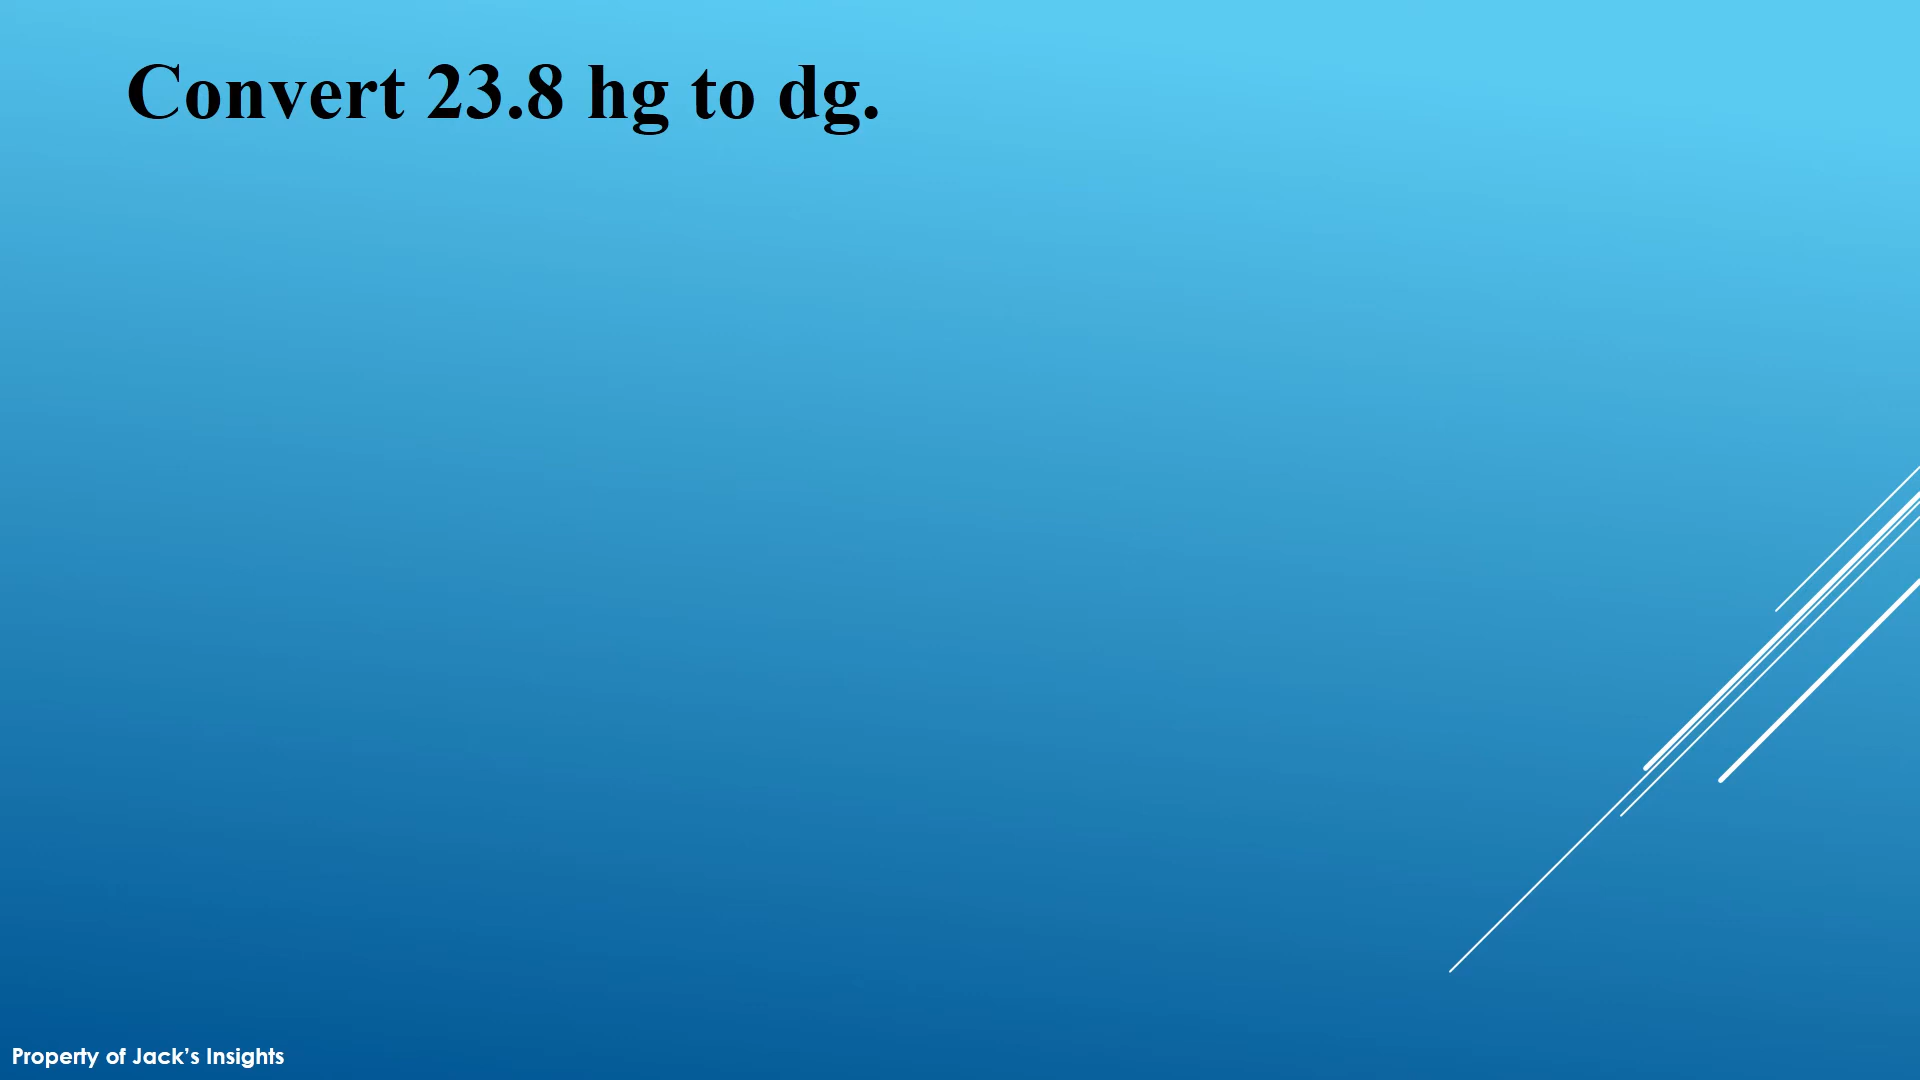 Convert 23.8 hg to dg.
Property of Jack’s Insights